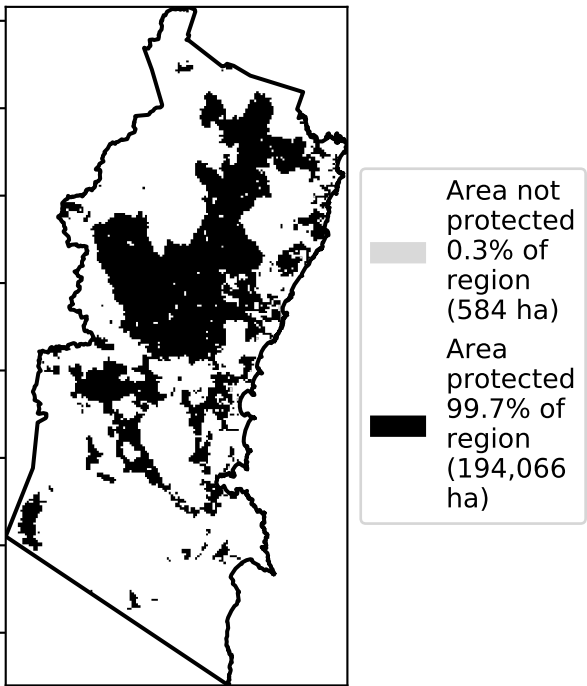 Area not
protected
0.3% of
region
(584 ha)
Area
protected
99.7% of
region
(194,066
ha)